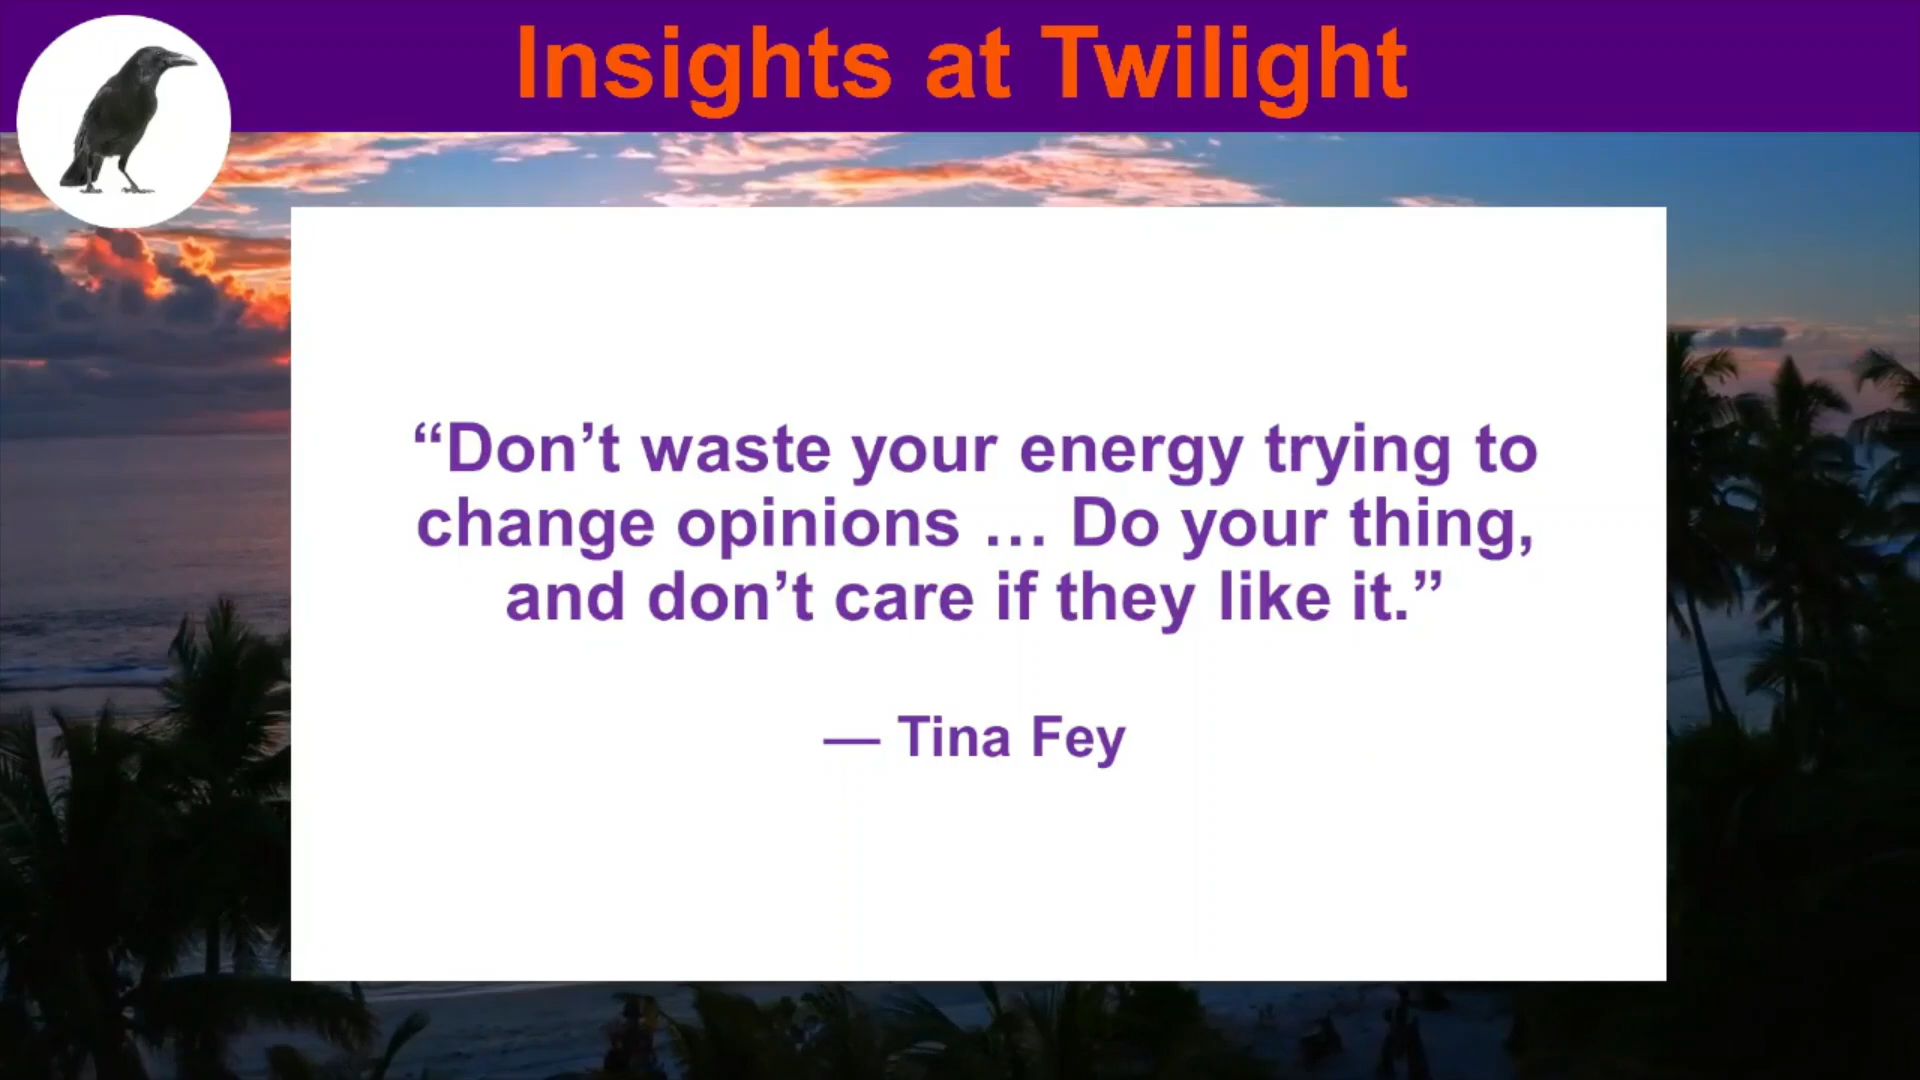 Insights at Twilight
“Don’t waste your energy trying to
change opinions … Do your thing,
and don’t care if they like it.”
— Tina Fey